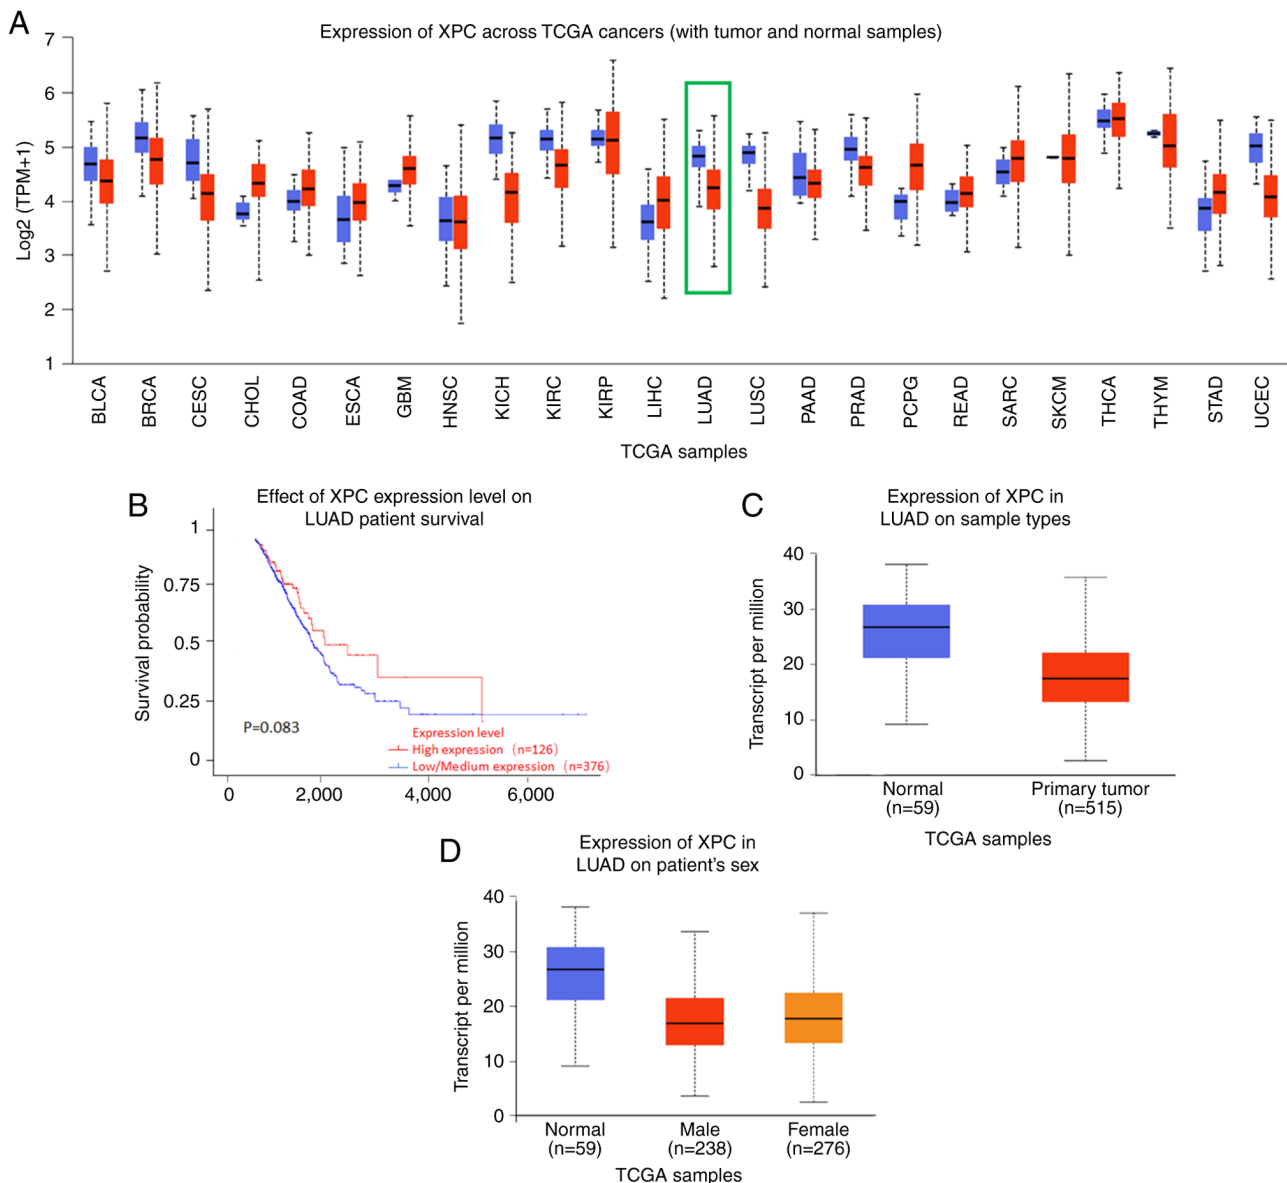 A
Expression of XPC across TCGA cancers (with tumor and normal samples)
Log2 (TPM+1)
7
6
5
4
3
2
1
BLCA
BRCA
CESC
CHOL
COAD
ESCA
GBM
HNSC
KICH
KIRC
KIRP
LIHC
LUAD
LUSC
PAAD
PRAD
PCPG
READ
SARC
SKCM
THCA
THYM
STAD
UCEC
TCGA samples
B
Effect of XPC expression level on
LUAD patient survival
Survival probability
1
0.75
0.5
0.25
0
P=0.083
Expression level
High expression (n=126)
Low/Medium expression (n=376)
0 2,000 4,000 6,000
C
Expression of XPC in
LUAD on sample types
Transcript per million
40
30
20
10
0
Normal
(n=59)
Primary tumor
(n=515)
TCGA samples
D
Expression of XPC in
LUAD on patient's sex
Transcript per million
40
30
20
10
0
Normal
(n=59)
Male
(n=238)
Female
(n=276)
TCGA samples